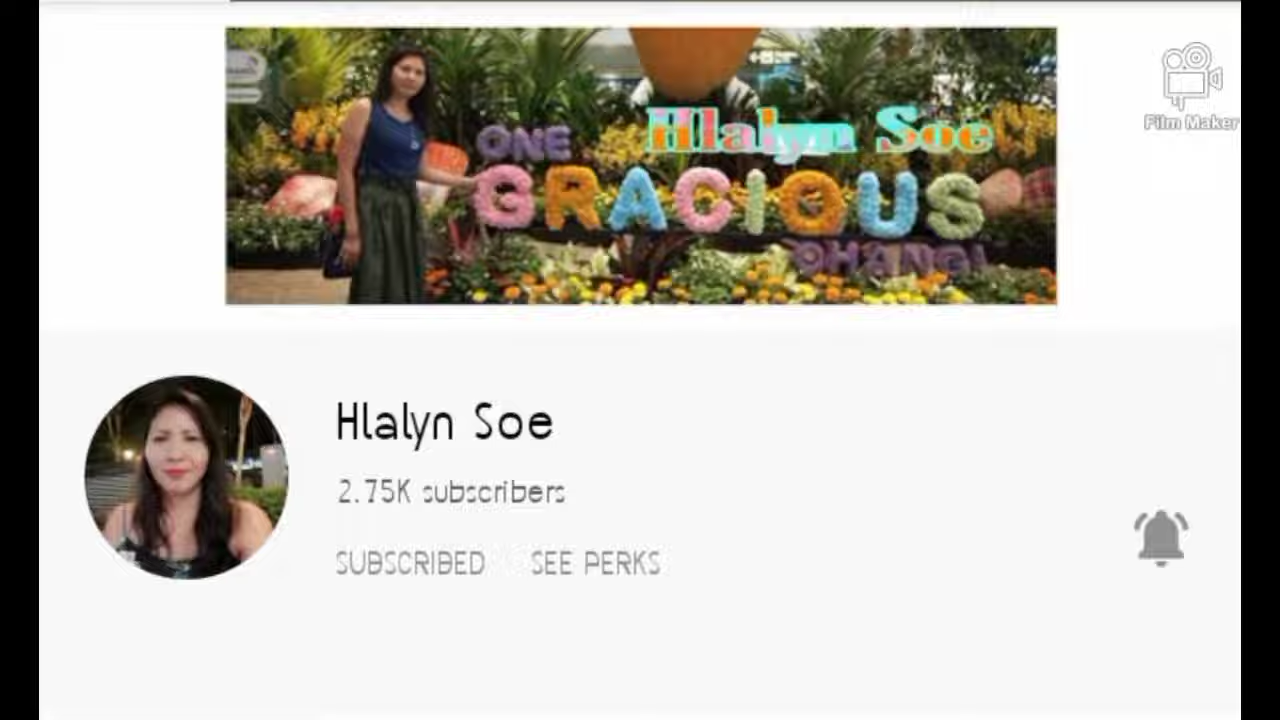 Film Maker
Hlalyn Soe
ONE
GRACIOUS
CHANGI
Hlalyn Soe
2.75K subscribers
SUBSCRIBED SEE PERKS